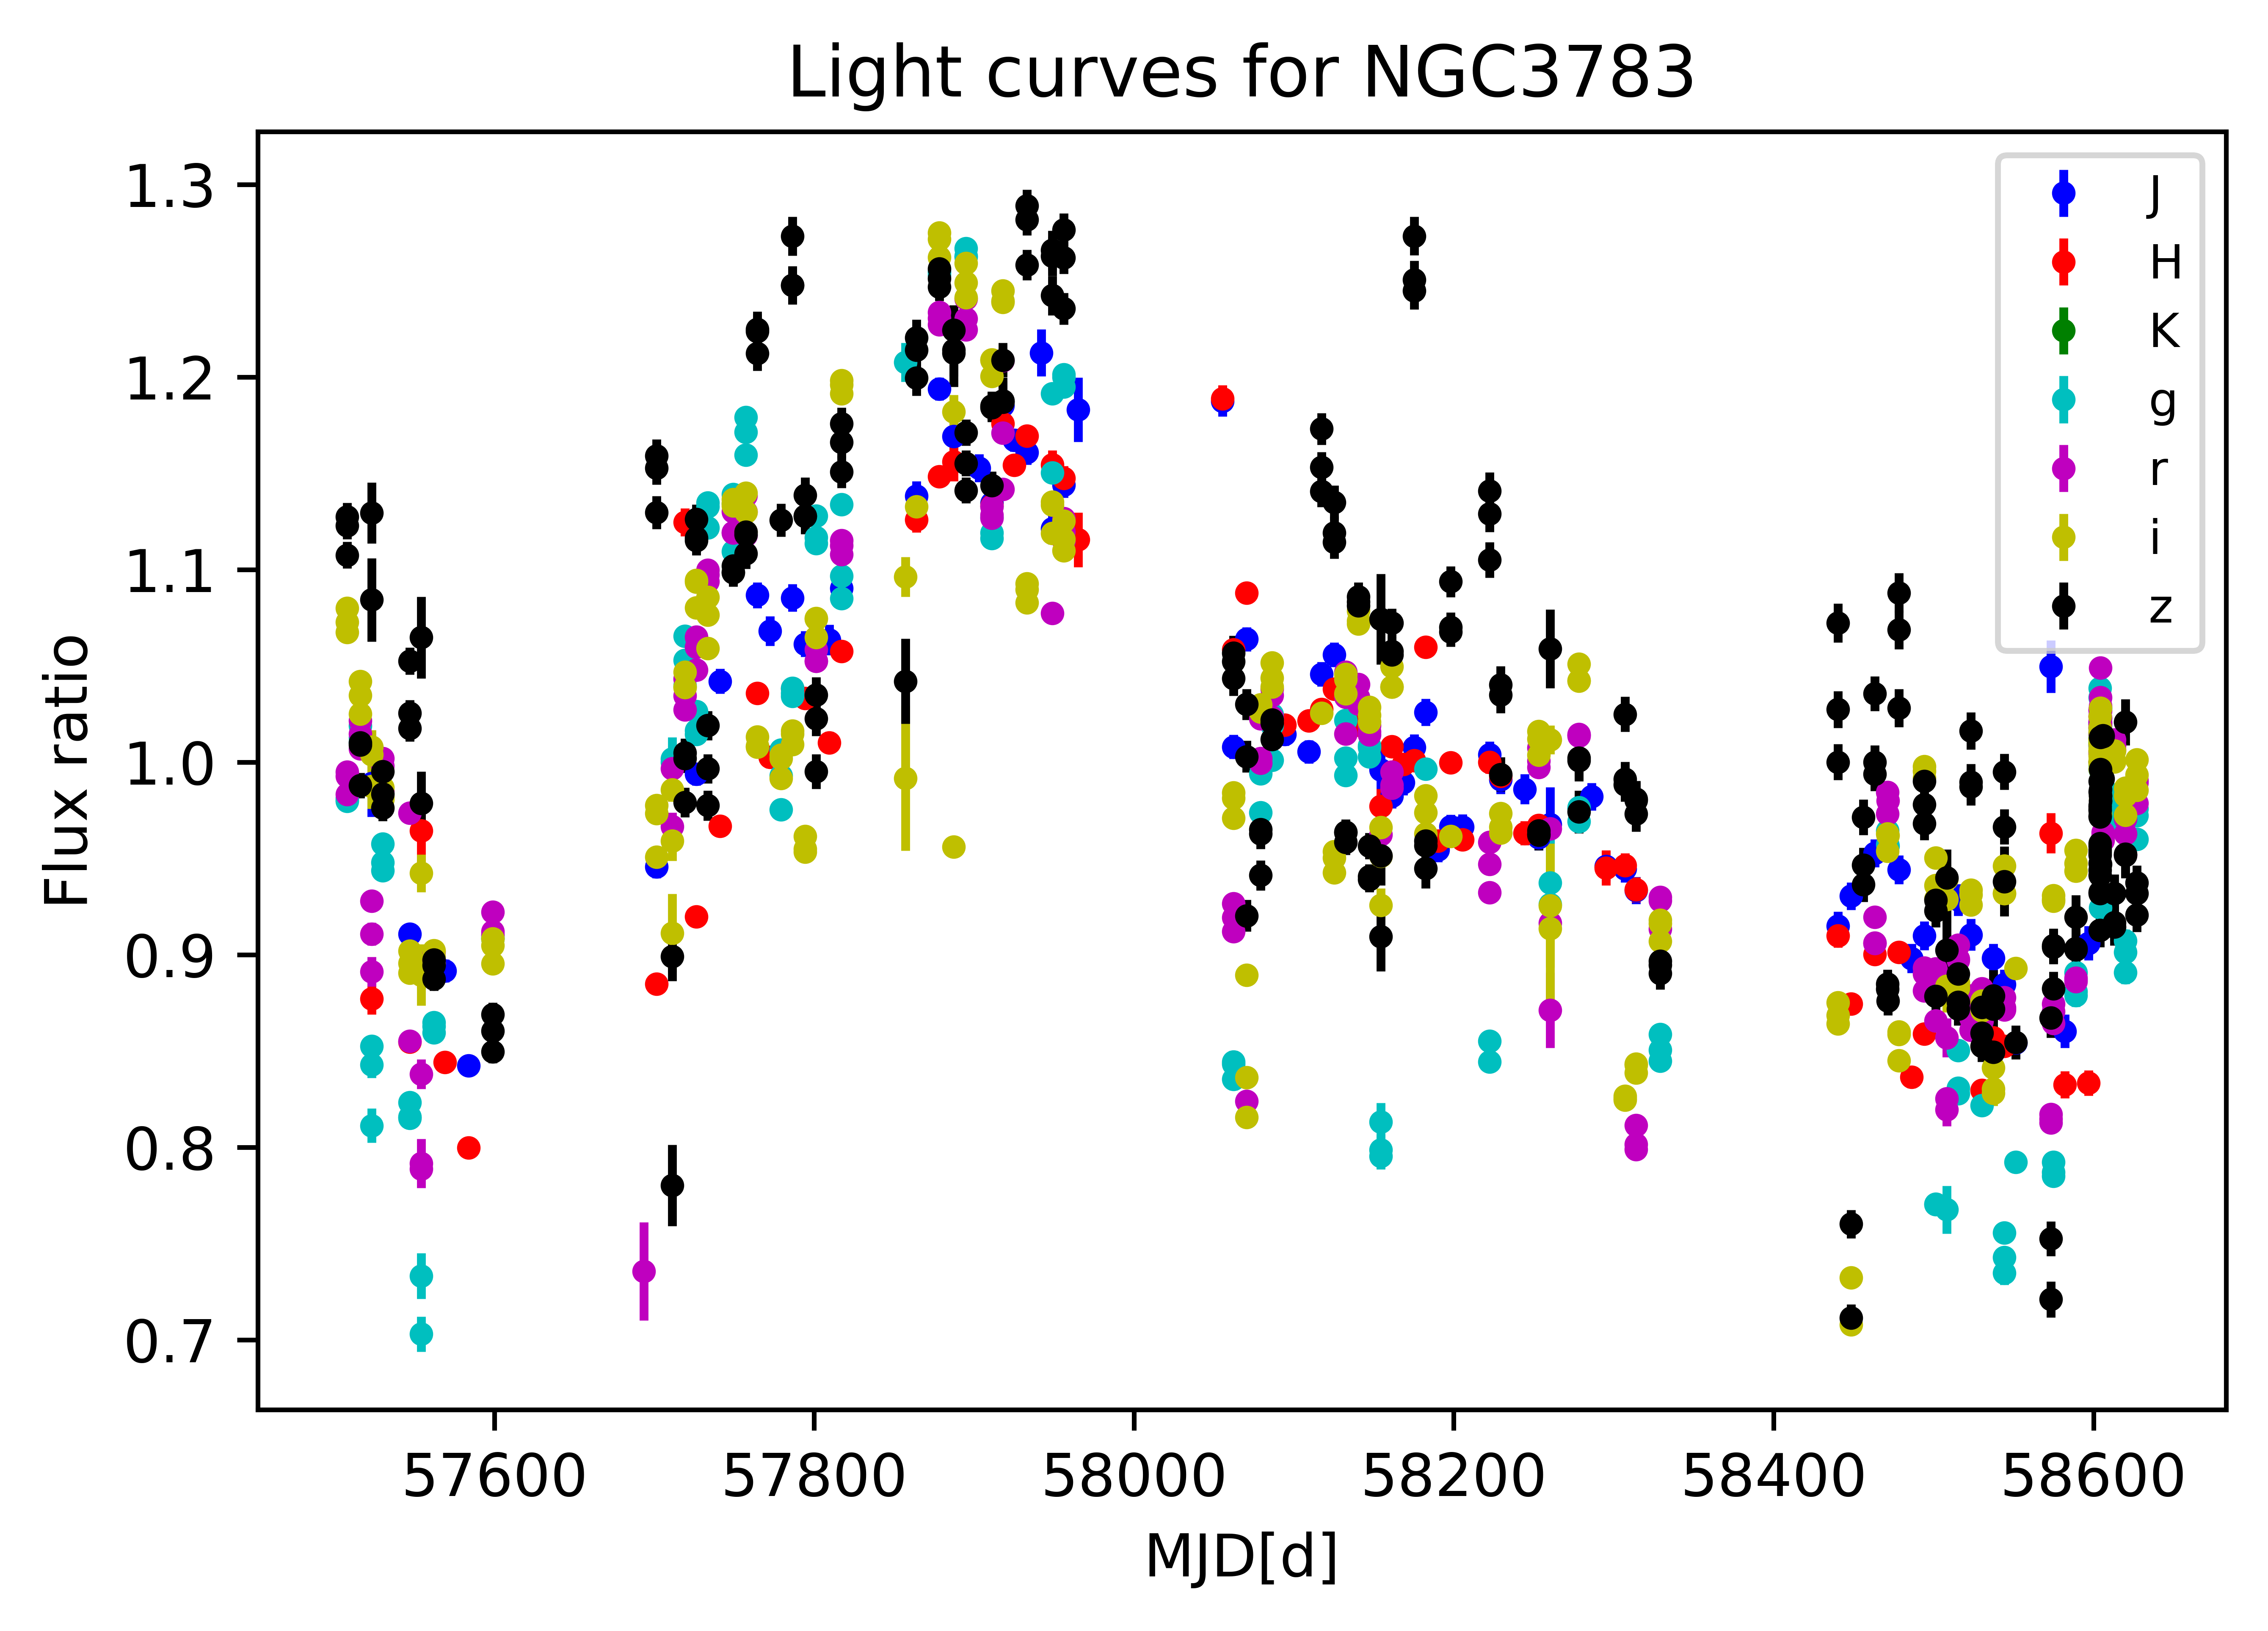 Light curves for NGC3783
Flux ratio
1.3
1.2
1.1
1.0
0.9
0.8
0.7
J
H
K
g
r
i
z
57600 57800 58000 58200 58400 58600
MJD[d]